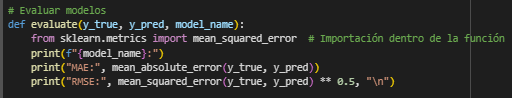 # Evaluar modelos
def evaluate(y_true, y_pred, model_name):
    from sklearn.metrics import mean_squared_error  # Importación dentro de la función
    print(f"{model_name}:")
    print("MAE:", mean_absolute_error(y_true, y_pred))
    print("RMSE:", mean_squared_error(y_true, y_pred) ** 0.5, "\n")